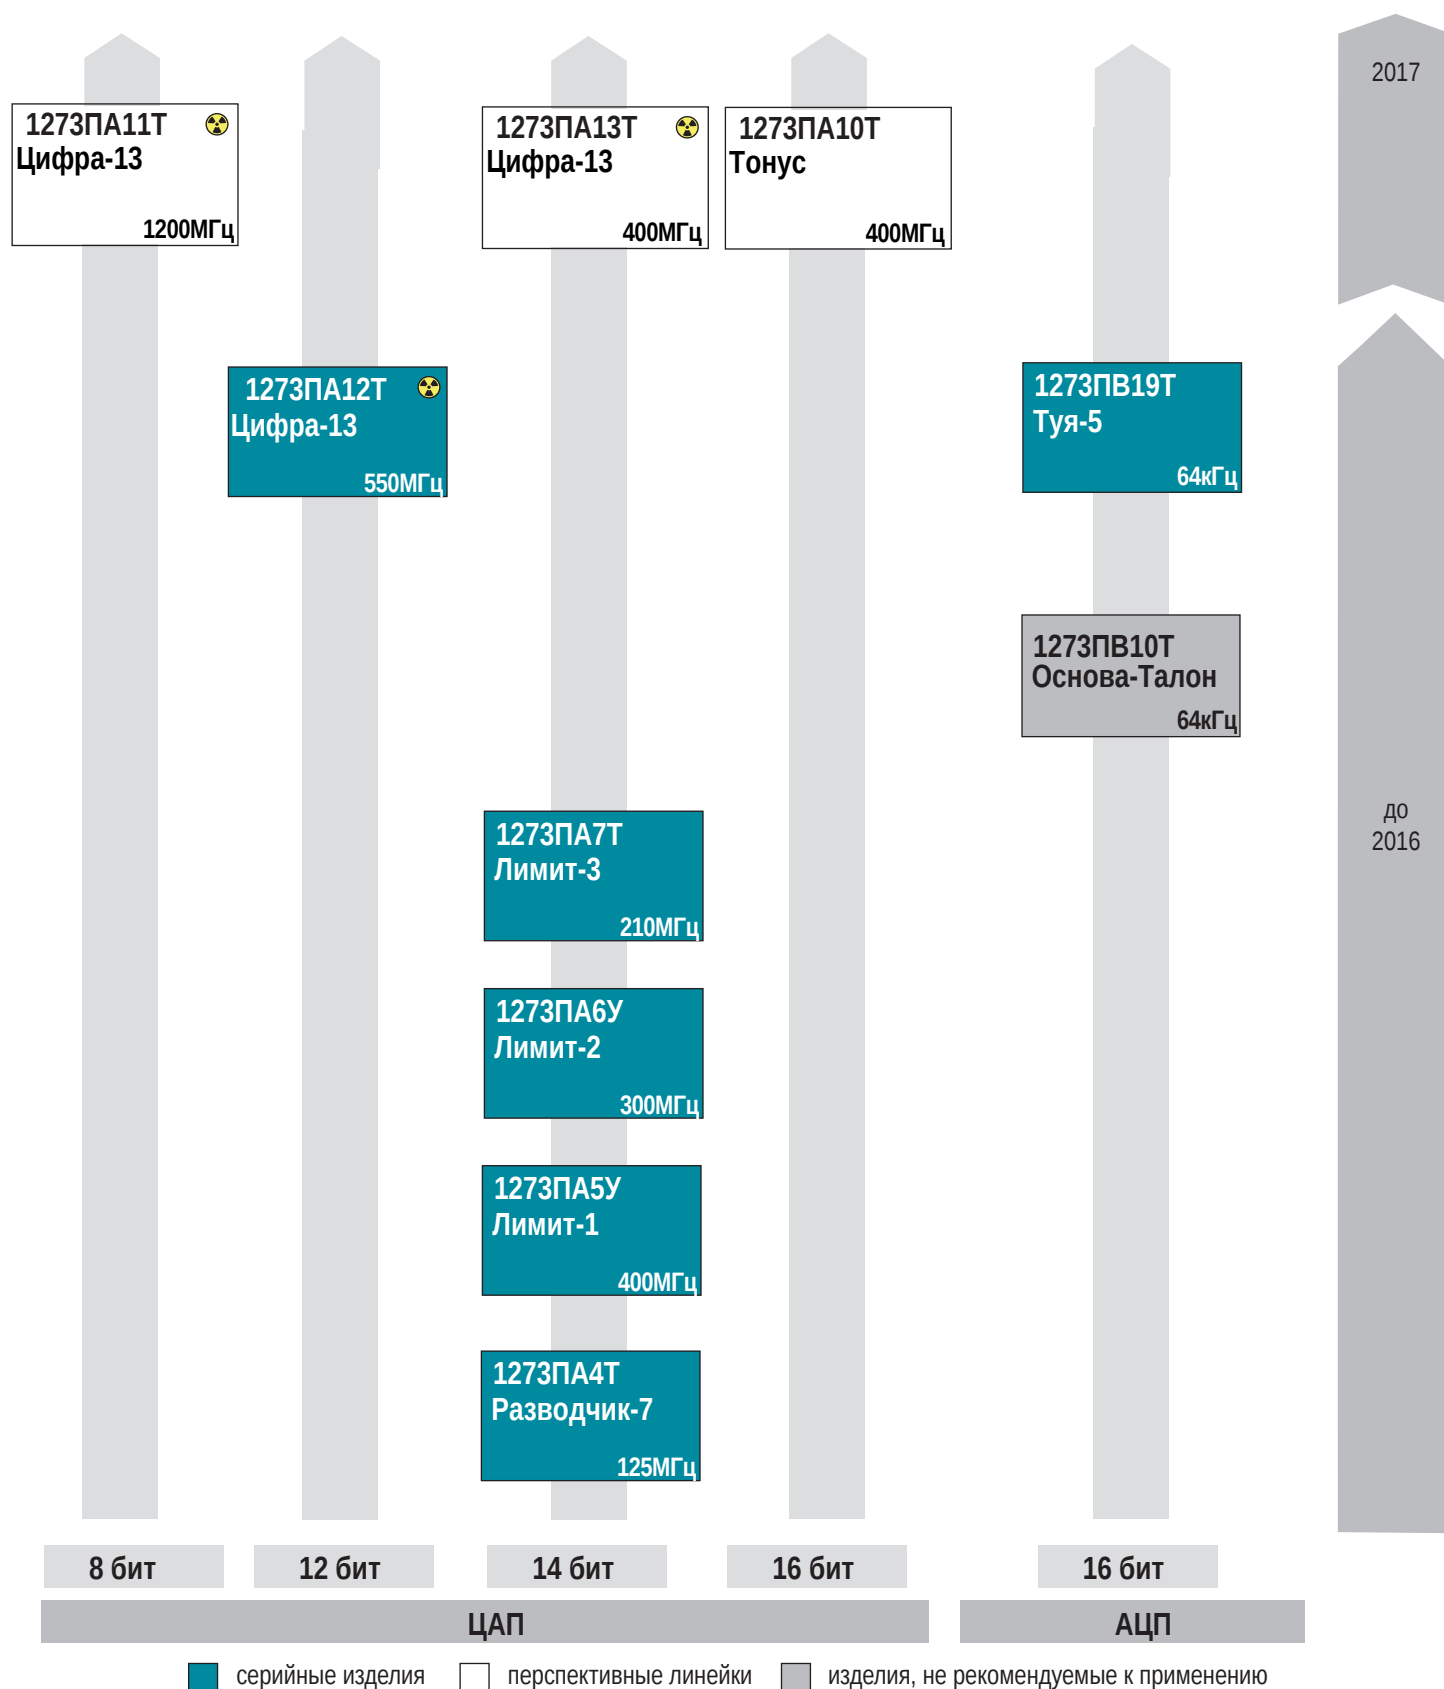 2017
1273ПА11Т
Цифра-13
1200МГц
1273ПА13Т
Цифра-13
400МГц
1273ПА10Т
Тонус
400МГц
1273ПА12Т
Цифра-13
550МГц
1273ПВ19Т
Туя-5
64кГц
1273ПВ10Т
Основа-Талон
64кГц
до
2016
1273ПА7Т
Лимит-3
210МГц
1273ПА6У
Лимит-2
300МГц
1273ПА5У
Лимит-1
400МГц
1273ПА4Т
Разводчик-7
125МГц
8 бит
12 бит
14 бит
16 бит
16 бит
ЦАП
АЦП
серийные изделия
перспективные линейки
изделия, не рекомендуемые к применению